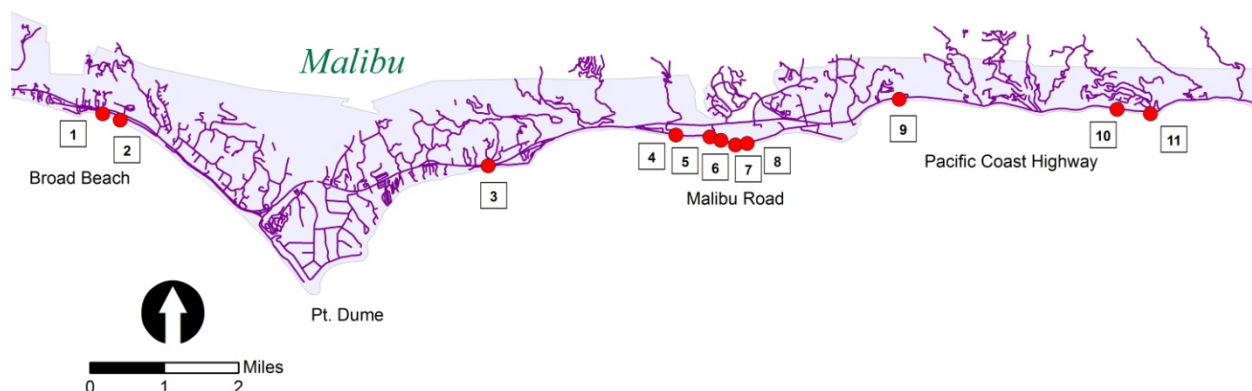 Malibu
1
2
Broad Beach
3
Pt. Dume
4
5
6
7
8
Malibu Road
9
Pacific Coast Highway
10
11
Miles
0 1 2